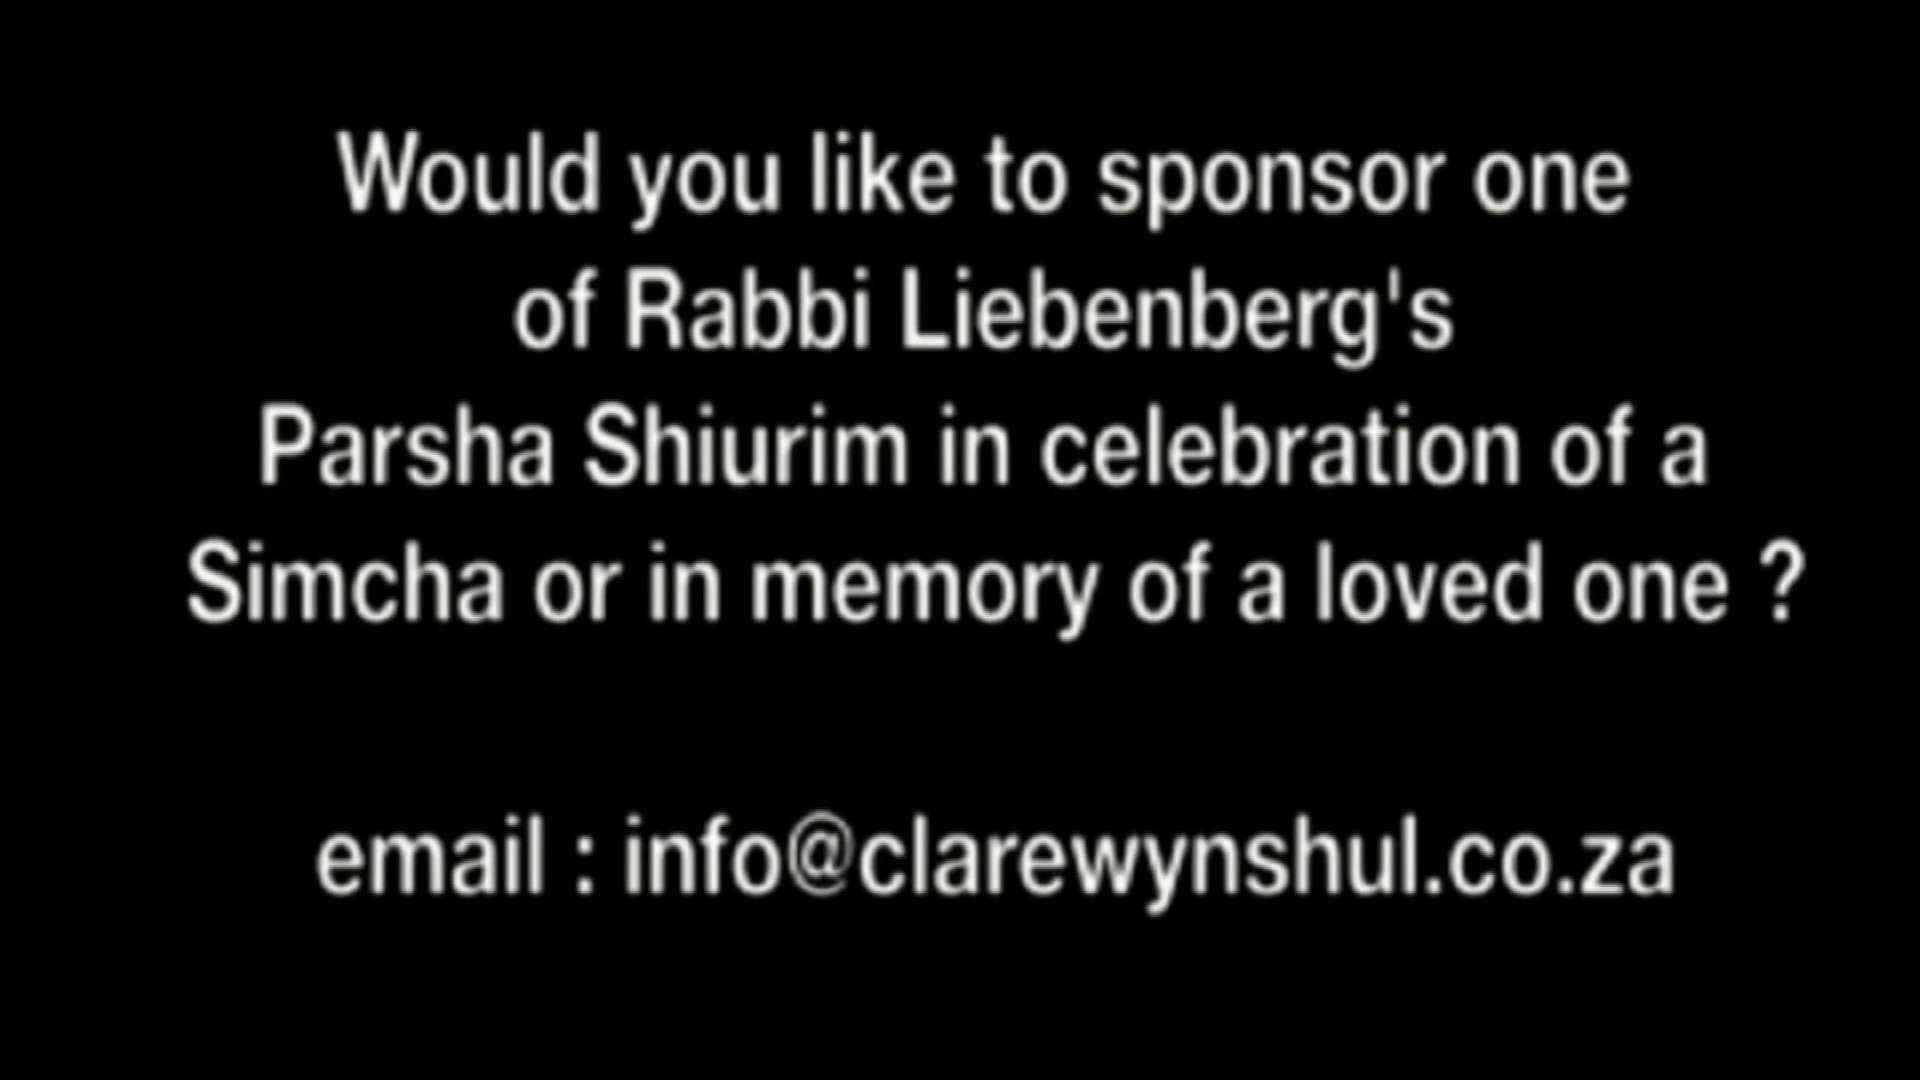 Would you like to sponsor one
of Rabbi Liebenberg's
Parsha Shiurim in celebration of a
Simcha or in memory of a loved one ?
email : info@clarewynshul.co.za